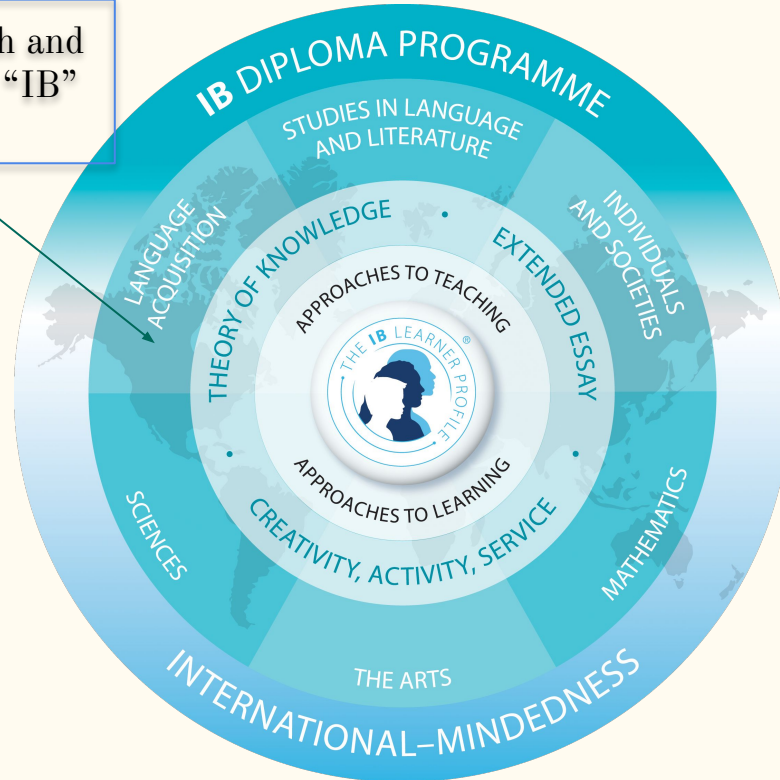 h and
“IB”
IB DIPLOMA PROGRAMME
STUDIES IN LANGUAGE
AND LITERATURE
LANGUAGE
ACQUISITION
INDIVIDUALS
AND SOCIETIES
THEORY OF KNOWLEDGE
EXTENDED ESSAY
APPROACHES TO TEACHING
THE IB LEARNER PROFILE ®
APPROACHES TO LEARNING
CREATIVITY, ACTIVITY, SERVICE
SCIENCES
MATHEMATICS
THE ARTS
INTERNATIONAL–MINDEDNESS